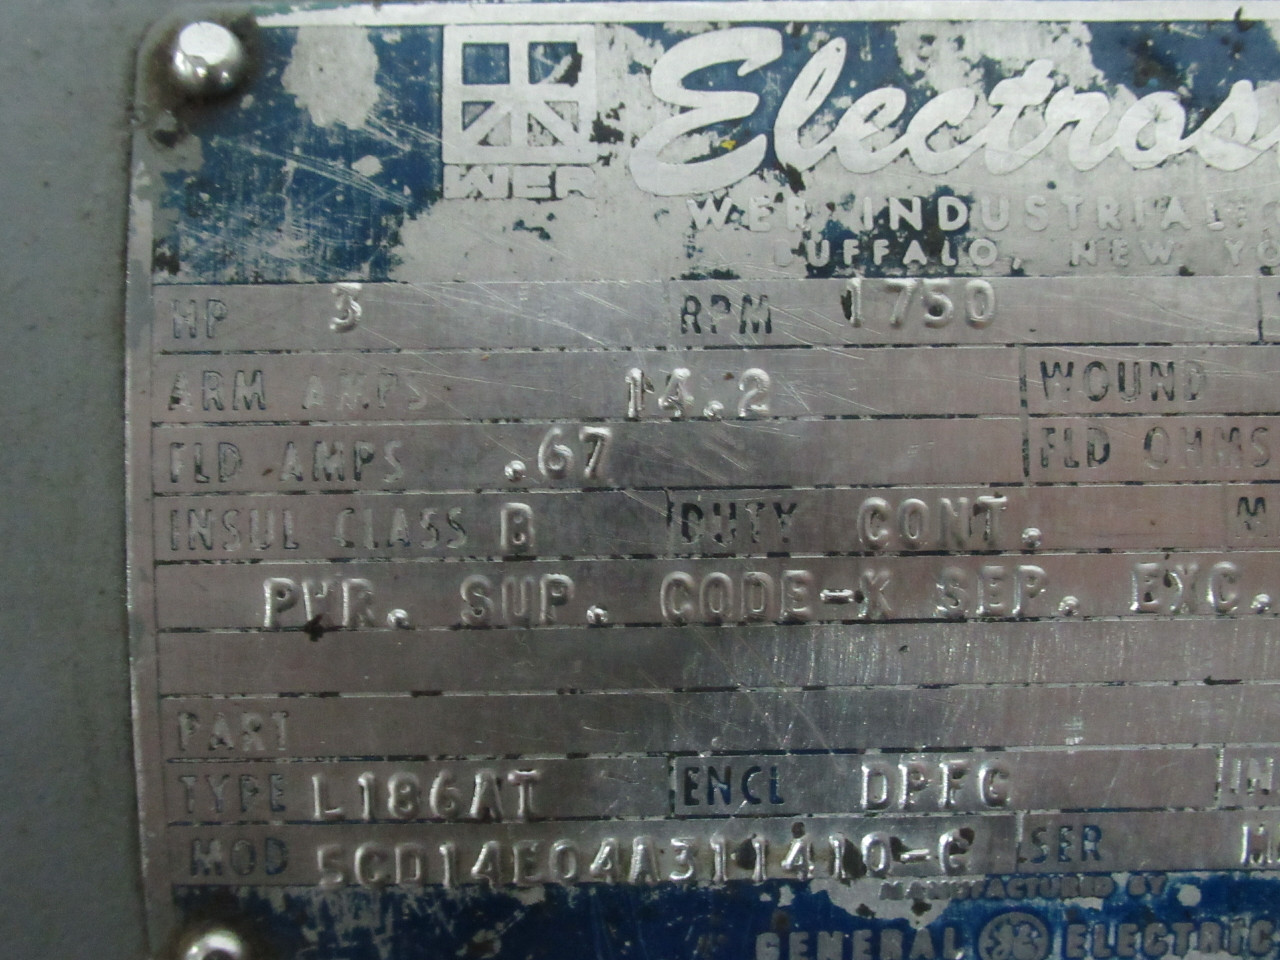 WER Electros
WER INDUSTRIAL
BUFFALO, NEW YO
HP 3 RPM 1750
ARM AMPS 14.2 WOUND
FLD AMPS .67 FLD OHMS
INSUL CLASS B DUTY CONT. M
PWR. SUP. CODE-K SEP. EXC.
PART
TYPE L186AT ENCL DPFG IN
MOD 5CD14E04A311410-C SER
MANUFACTURED BY
GENERAL GE ELECTRIC